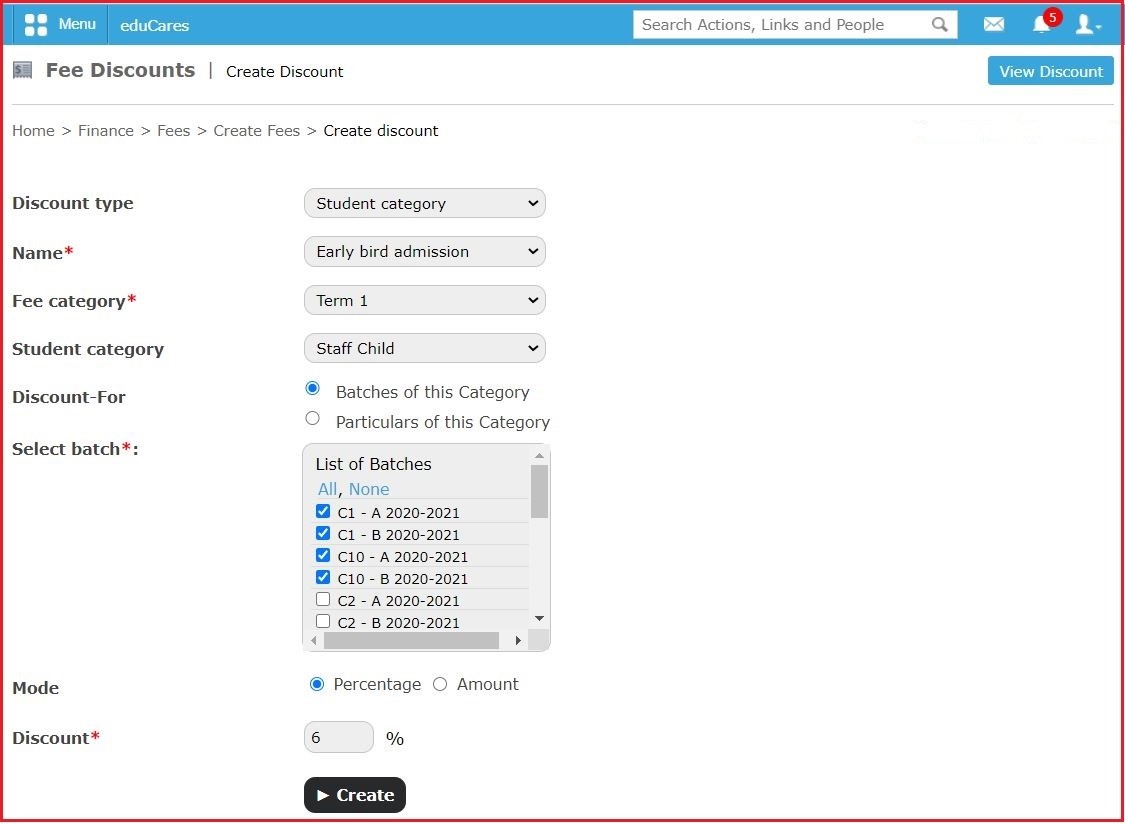 Menu eduCares Search Actions, Links and People 5
Fee Discounts | Create Discount View Discount
Home > Finance > Fees > Create Fees > Create discount
Discount type Student category
Name* Early bird admission
Fee category* Term 1
Student category Staff Child
Discount-For Batches of this Category
Particulars of this Category
Select batch*:
List of Batches
All, None
C1 - A 2020-2021
C1 - B 2020-2021
C10 - A 2020-2021
C10 - B 2020-2021
C2 - A 2020-2021
C2 - B 2020-2021
Mode Percentage Amount
Discount* 6 %
Create